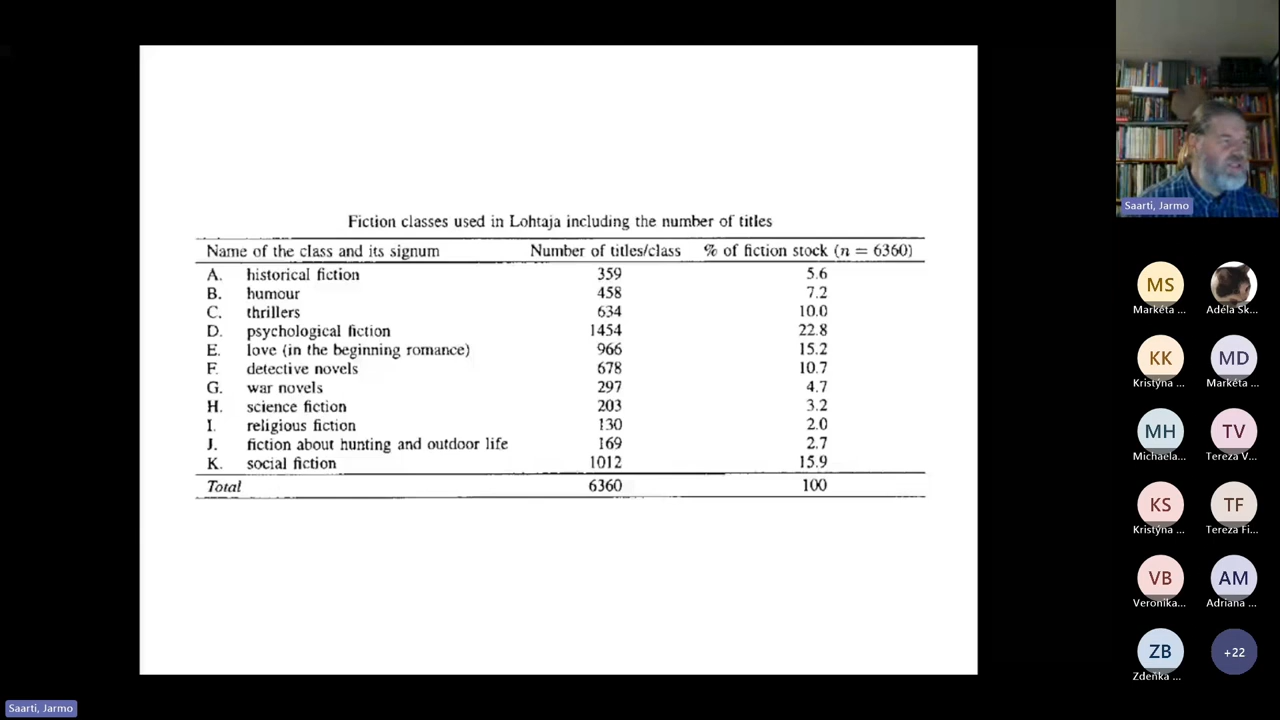 Fiction classes used in Lohtaja including the number of titles
Name of the class and its signum Number of titles/class % of fiction stock (n = 6360)
A. historical fiction 359 5.6
B. humour 458 7.2
C. thrillers 634 10.0
D. psychological fiction 1454 22.8
E. love (in the beginning romance) 966 15.2
F. detective novels 678 10.7
G. war novels 297 4.7
H. science fiction 203 3.2
I. religious fiction 130 2.0
J. fiction about hunting and outdoor life 169 2.7
K. social fiction 1012 15.9
Total 6360 100
Saarti, Jarmo
MS
Markéta ...
Adéla Sk...
KK
Kristýna ...
MD
Markéta ...
MH
Michaela...
TV
Tereza V...
KS
Kristýna ...
TF
Tereza Fi...
VB
Veronika...
AM
Adriana ...
ZB
Zdeňka ...
+22
Saarti, Jarmo